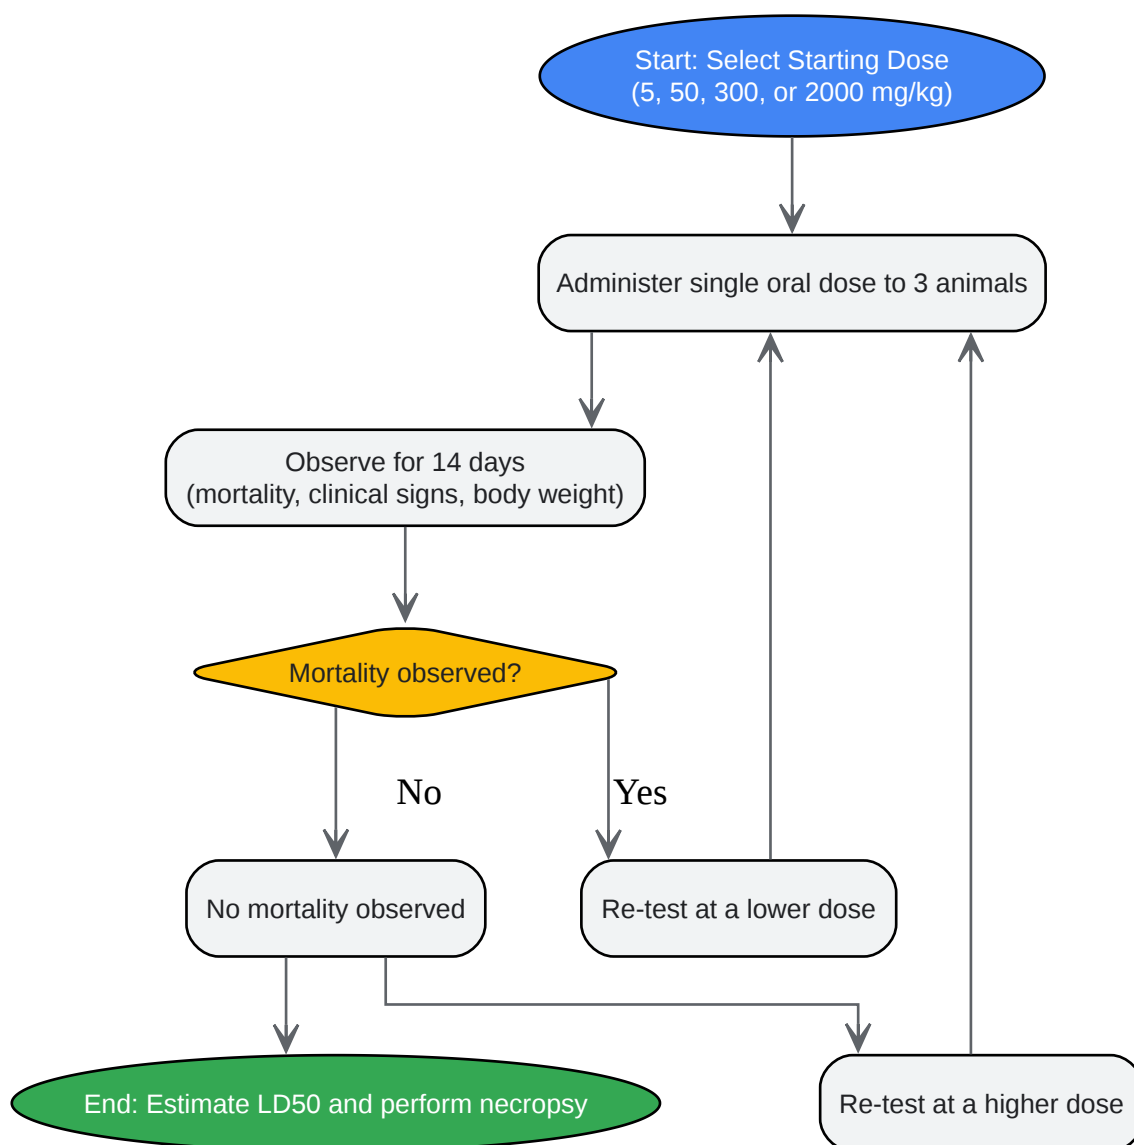 Start: Select Starting Dose
(5, 50, 300, or 2000 mg/kg)
Administer single oral dose to 3 animals
Observe for 14 days
(mortality, clinical signs, body weight)
Mortality observed?
No
Yes
No mortality observed
Re-test at a lower dose
End: Estimate LD50 and perform necropsy
Re-test at a higher dose